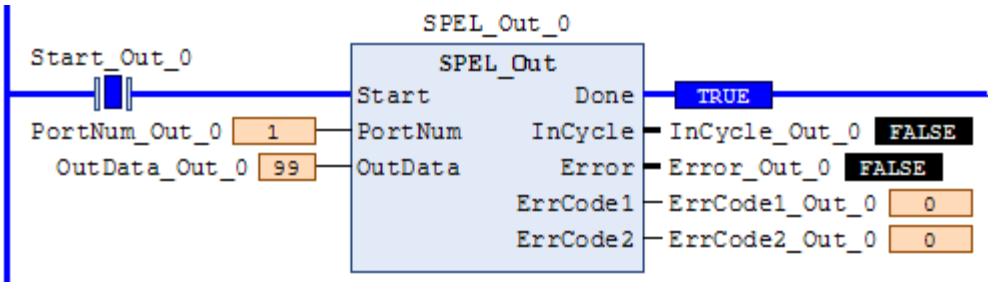 SPEL_Out_0
Start_Out_0
SPEL_Out
Start Done TRUE
PortNum_Out_0 1 PortNum InCycle InCycle_Out_0 FALSE
OutData_Out_0 99 OutData Error Error_Out_0 FALSE
ErrCode1 ErrCode1_Out_0 0
ErrCode2 ErrCode2_Out_0 0